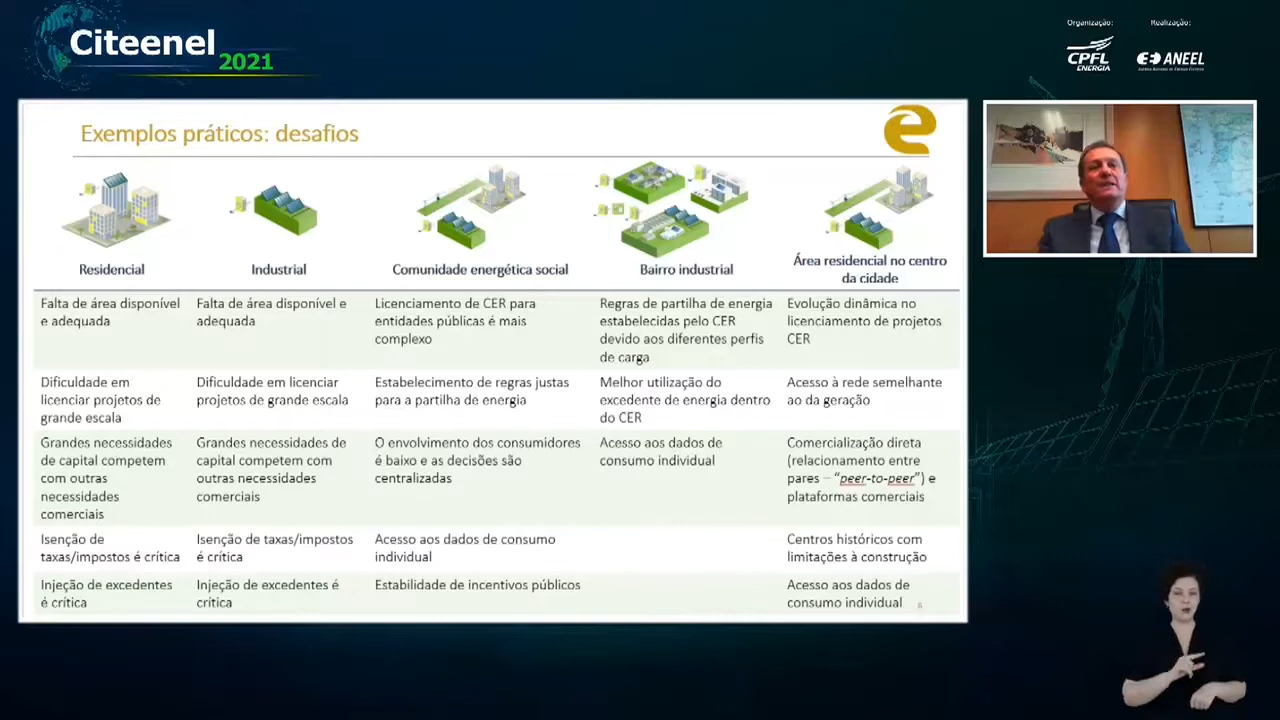 Citeenel
2021
Organização:
Realização:
CPFL
ENERGIA
ANEEL
Exemplos práticos: desafios
Residencial
Industrial
Comunidade energética social
Bairro industrial
Área residencial no centro
da cidade
Falta de área disponível
e adequada
Falta de área disponível e
adequada
Licenciamento de CER para
entidades públicas é mais
complexo
Regras de partilha de energia
estabelecidas pelo CER
devido aos diferentes perfis
de carga
Evolução dinâmica no
licenciamento de projetos
CER
Dificuldade em
licenciar projetos de
grande escala
Dificuldade em licenciar
projetos de grande escala
Estabelecimento de regras justas
para a partilha de energia
Melhor utilização do
excedente de energia dentro
do CER
Acesso à rede semelhante
ao da geração
Grandes necessidades
de capital competem
com outras
necessidades
comerciais
Grandes necessidades de
capital competem com
outras necessidades
comerciais
O envolvimento dos consumidores
é baixo e as decisões são
centralizadas
Acesso aos dados de
consumo individual
Comercialização direta
(relacionamento entre
pares – “peer-to-peer”) e
plataformas comerciais
Isenção de
taxas/impostos é crítica
Isenção de taxas/impostos
é crítica
Acesso aos dados de consumo
individual
Centros históricos com
limitações à construção
Injeção de excedentes
é crítica
Injeção de excedentes é
crítica
Estabilidade de incentivos públicos
Acesso aos dados de
consumo individual